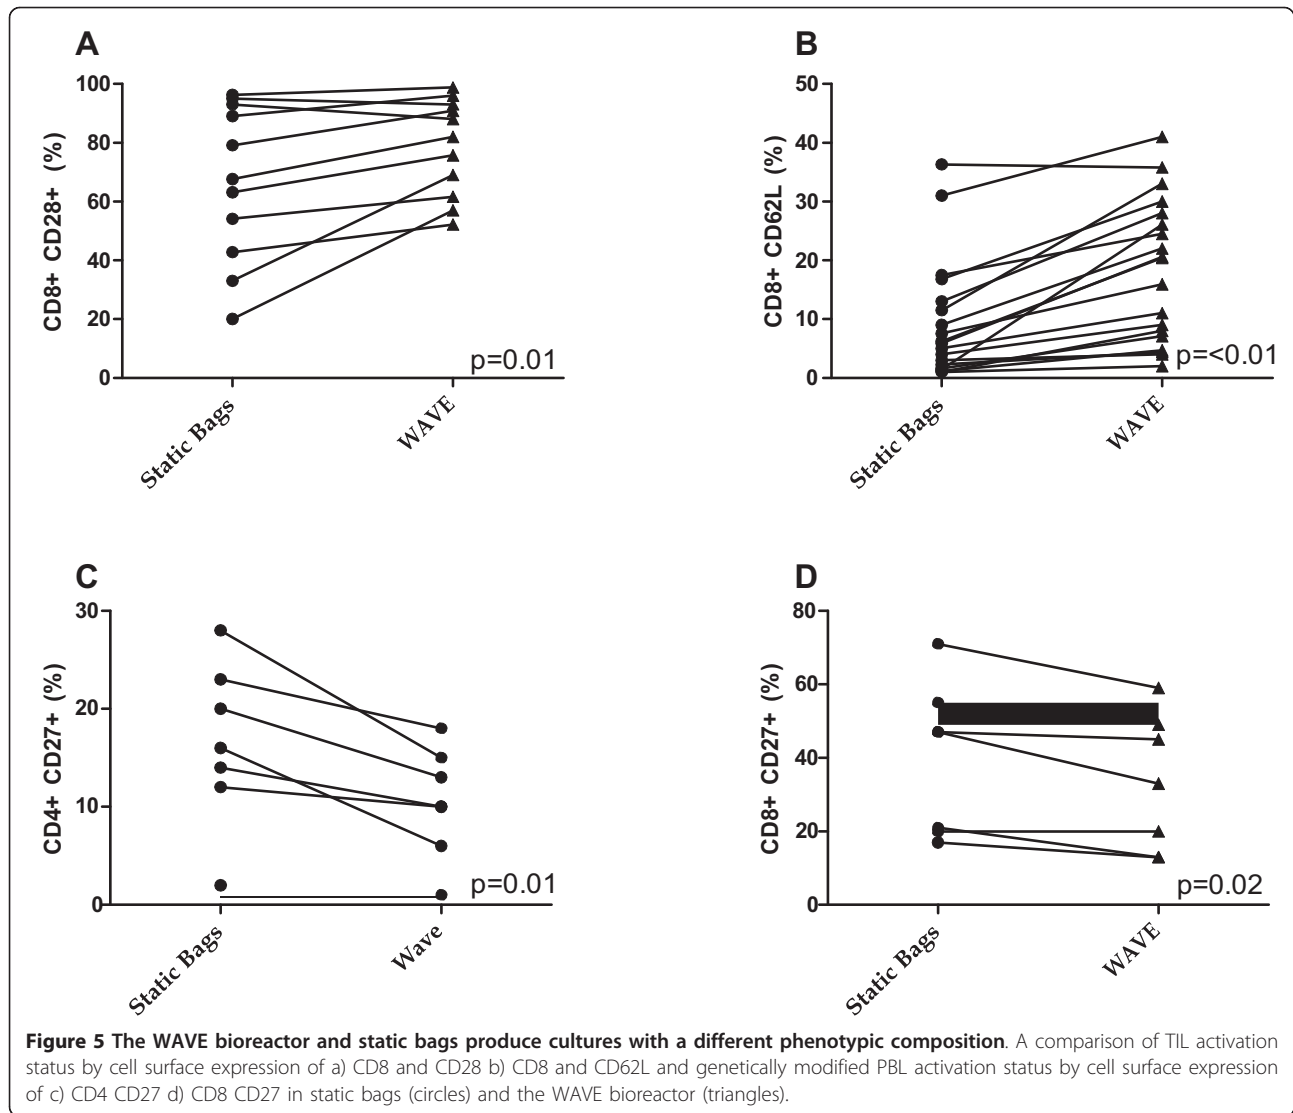 A
CD8+ CD28+ (%)
100
80
60
40
20
0
p=0.01
Static Bags
WAVE
B
CD8+ CD62L (%)
50
40
30
20
10
0
p=<0.01
Static Bags
WAVE
C
CD4+ CD27+ (%)
30
20
10
0
p=0.01
Static Bags
Wave
D
CD8+ CD27+ (%)
80
60
40
20
0
p=0.02
Static Bags
WAVE
Figure 5 The WAVE bioreactor and static bags produce cultures with a different phenotypic composition. A comparison of TIL activation
status by cell surface expression of a) CD8 and CD28 b) CD8 and CD62L and genetically modified PBL activation status by cell surface expression
of c) CD4 CD27 d) CD8 CD27 in static bags (circles) and the WAVE bioreactor (triangles).